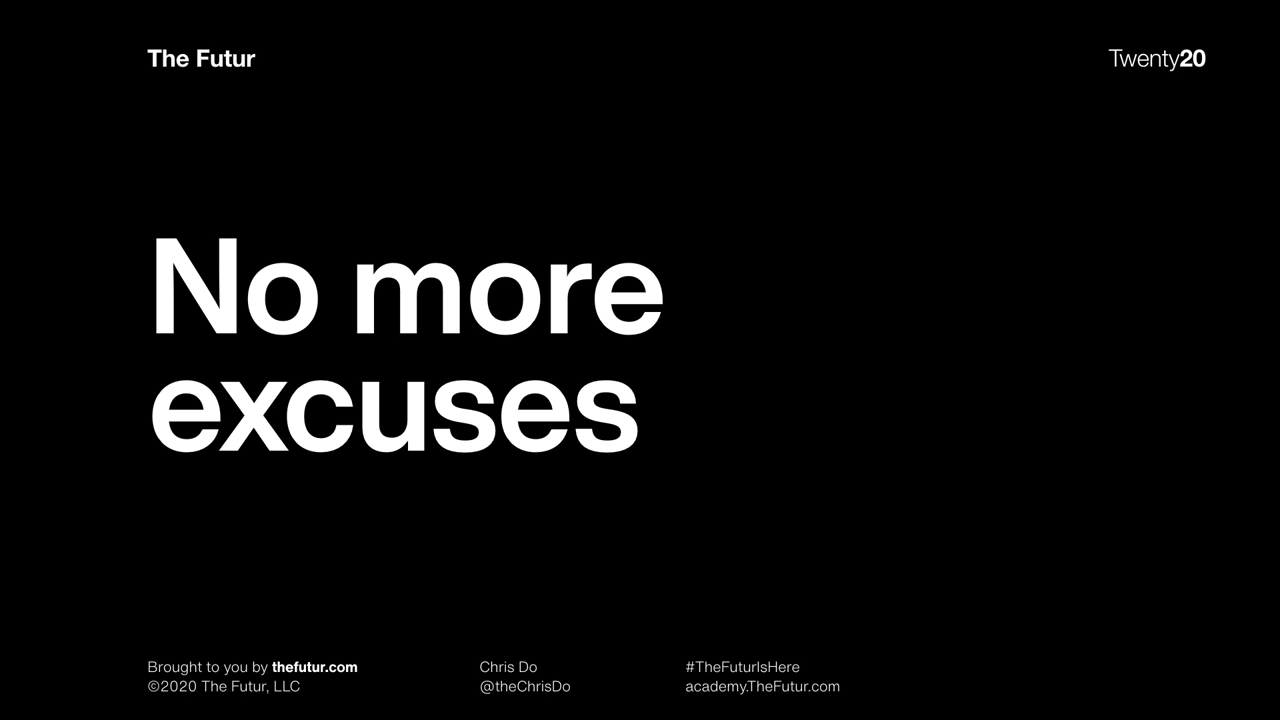 The Futur
Twenty20
No more
excuses
Brought to you by thefutur.com
©2020 The Futur, LLC
Chris Do
@theChrisDo
#TheFuturIsHere
academy.TheFutur.com